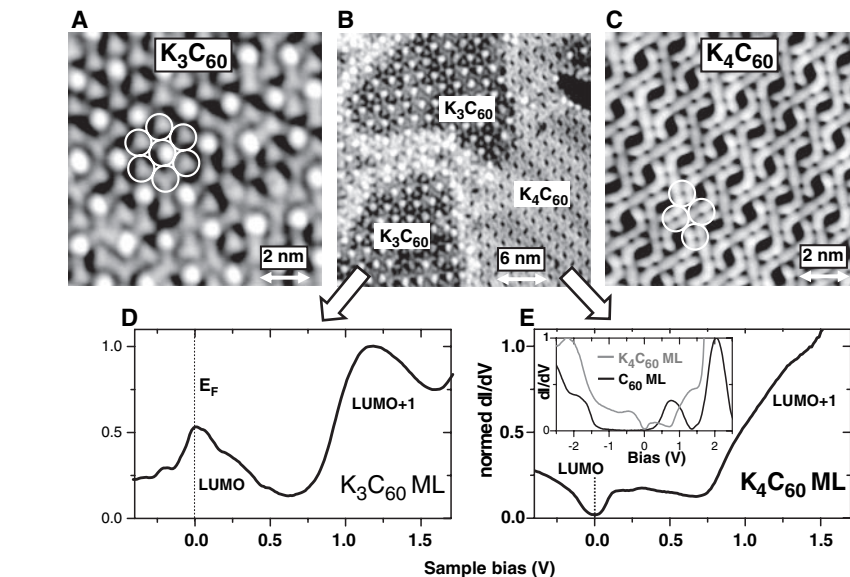 A
B
C
K3C60
K3C60
K4C60
K3C60
K4C60
2 nm
6 nm
2 nm
D
E
1.0
0.5
0.0
EF
LUMO
LUMO+1
K3C60 ML
0.0
0.5
1.0
1.5
normed dI/dV
1.0
0.5
0.0
dI/dV
1
0
K4C60 ML
C60 ML
-2
-1
0
1
2
Bias (V)
LUMO
LUMO+1
K4C60 ML
0.0
0.5
1.0
1.5
Sample bias (V)